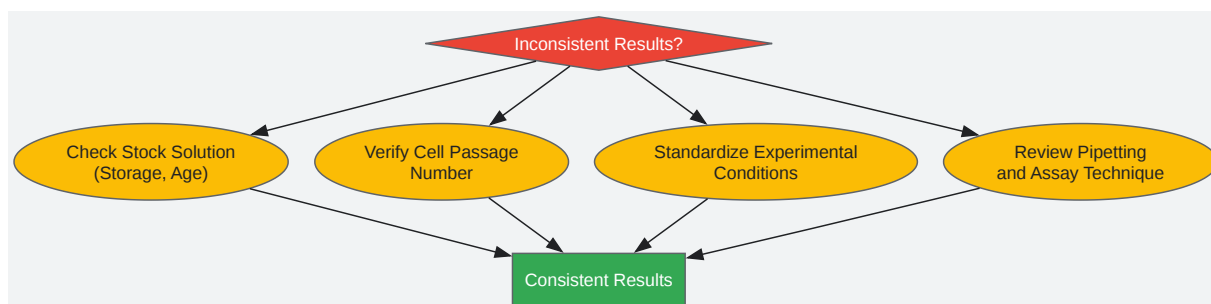 Inconsistent Results?
Check Stock Solution
(Storage, Age)
Verify Cell Passage
Number
Standardize Experimental
Conditions
Review Pipetting
and Assay Technique
Consistent Results